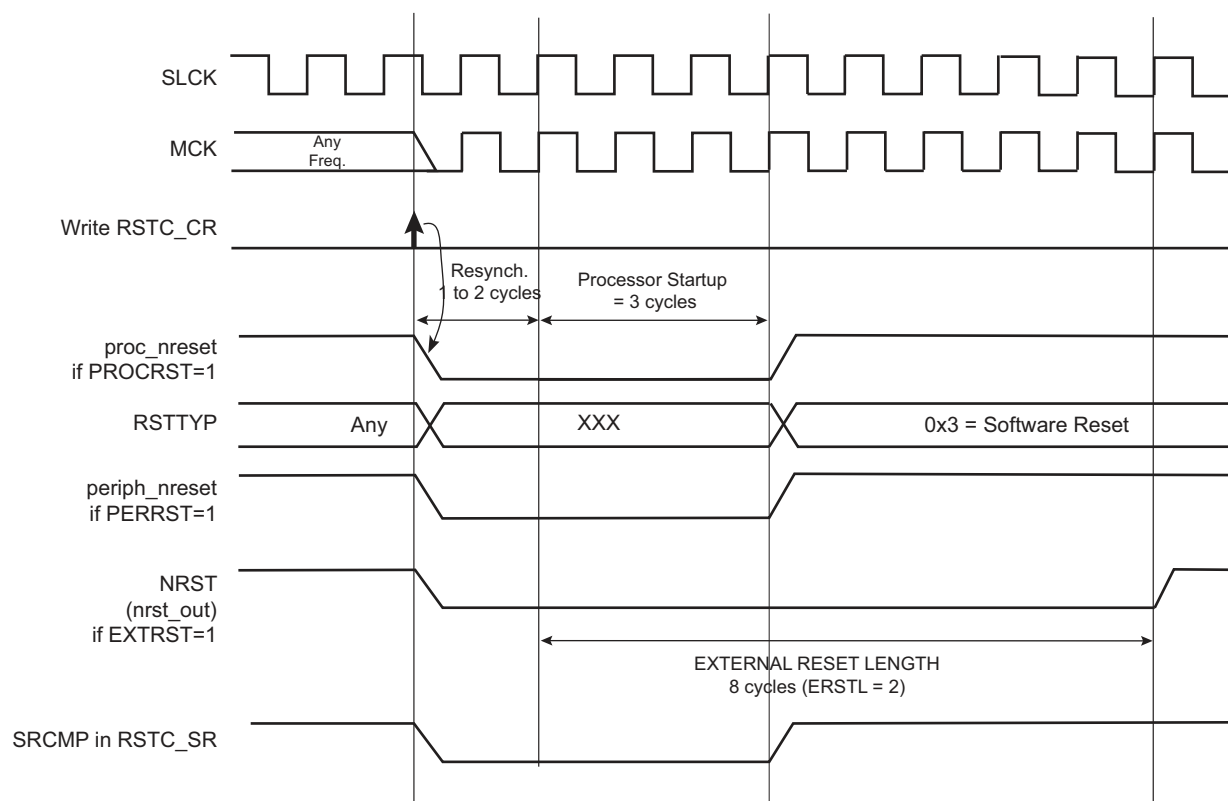 SLCK
MCK
Any
Freq.
Write RSTC_CR
Resynch.
1 to 2 cycles
Processor Startup
= 3 cycles
proc_nreset
if PROCRST=1
RSTTYP
Any
XXX
0x3 = Software Reset
periph_nreset
if PERRST=1
NRST
(nrst_out)
if EXTRST=1
EXTERNAL RESET LENGTH
8 cycles (ERSTL = 2)
SRCMP in RSTC_SR